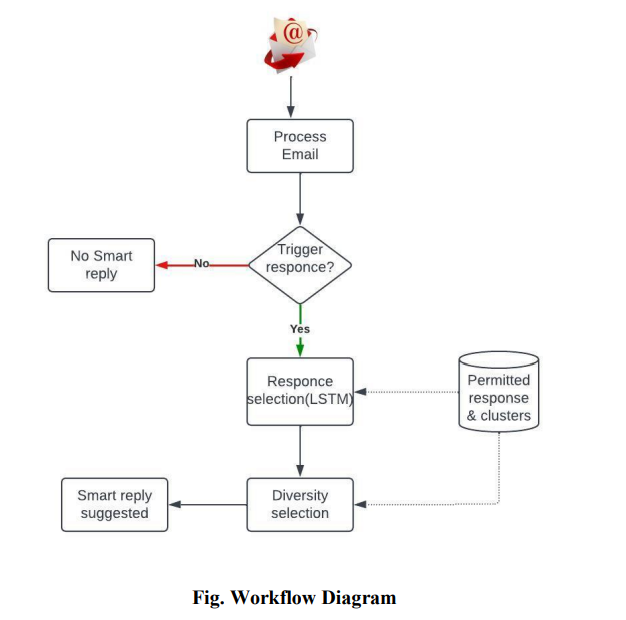 @
Process
Email
Trigger
responce?
No
No Smart
reply
Yes
Responce
selection(LSTM)
Permitted
response
& clusters
Diversity
selection
Smart reply
suggested
Fig. Workflow Diagram